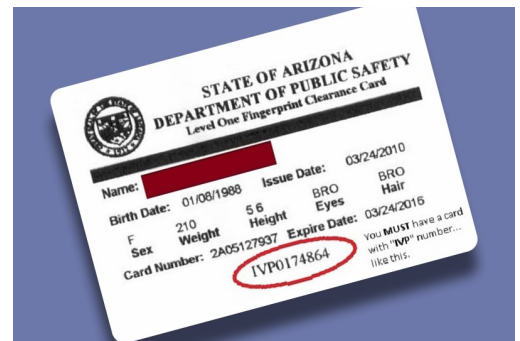 STATE OF ARIZONA
DEPARTMENT OF PUBLIC SAFETY
Level One Fingerprint Clearance Card
Name:
Birth Date: 01/06/1988 Issue Date: 03/24/2010
F 210 5 6 BRO BRO
Sex Weight Height Eyes Hair
Card Number: 2A05127937 Expire Date: 03/24/2016
IVP0174864
You MUST have a card
with "IVP" number...
like this.